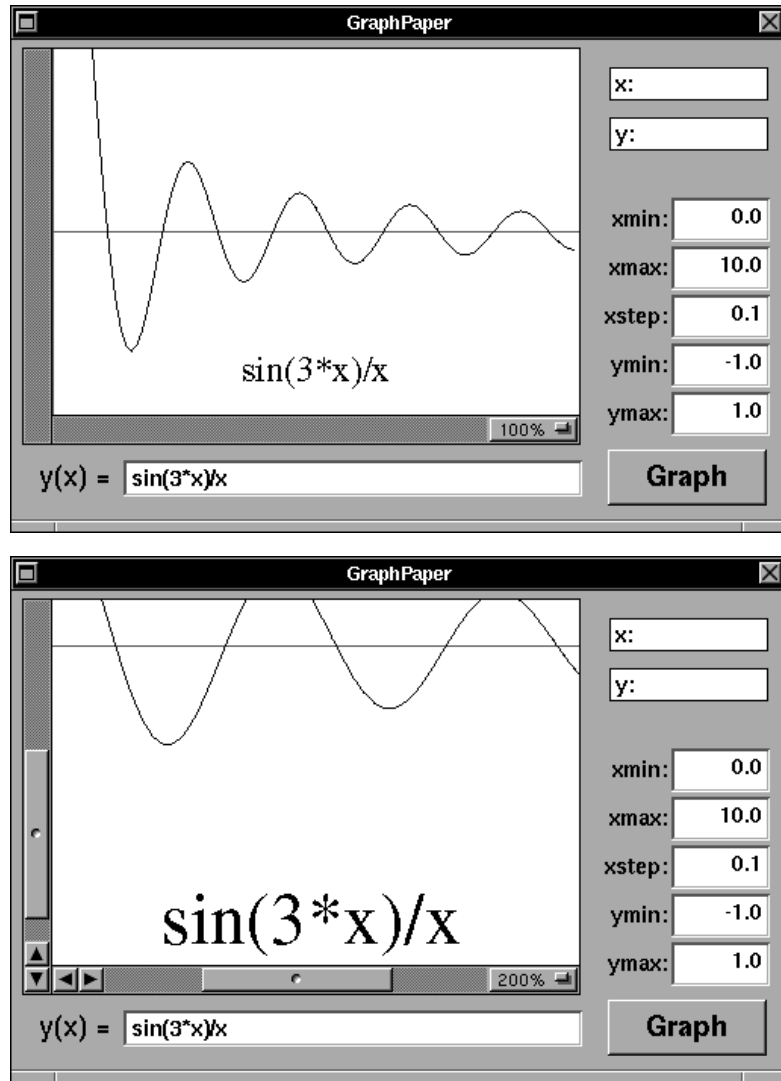 GraphPaper
x:
y:
xmin: 0.0
xmax: 10.0
xstep: 0.1
ymin: -1.0
ymax: 1.0
sin(3*x)/x
100%
y(x) = sin(3*x)/x
Graph
GraphPaper
x:
y:
xmin: 0.0
xmax: 10.0
xstep: 0.1
ymin: -1.0
ymax: 1.0
sin(3*x)/x
200%
y(x) = sin(3*x)/x
Graph